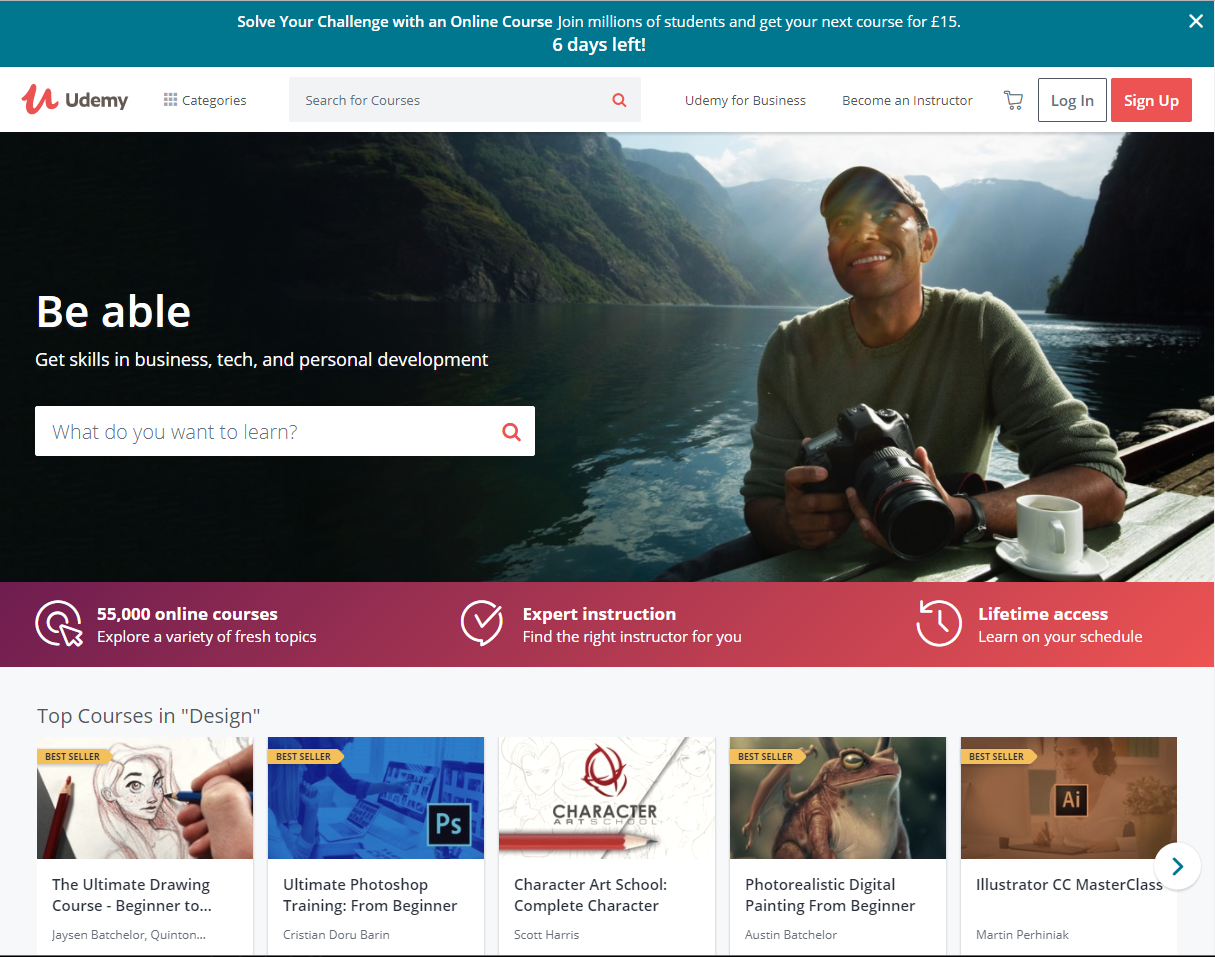 Solve Your Challenge with an Online Course Join millions of students and get your next course for £15.
6 days left!
Udemy
Categories
Search for Courses
Udemy for Business
Become an Instructor
Log In
Sign Up
Be able
Get skills in business, tech, and personal development
What do you want to learn?
55,000 online courses
Explore a variety of fresh topics
Expert instruction
Find the right instructor for you
Lifetime access
Learn on your schedule
Top Courses in "Design"
BEST SELLER
The Ultimate Drawing
Course - Beginner to...
Jaysen Batchelor, Quinton...
BEST SELLER
Ps
Ultimate Photoshop
Training: From Beginner
Cristian Doru Barin
CHARACTER
ART SCHOOL
Character Art School:
Complete Character
Scott Harris
BEST SELLER
Photorealistic Digital
Painting From Beginner
Austin Batchelor
BEST SELLER
Ai
Illustrator CC MasterClass
Martin Perhiniak